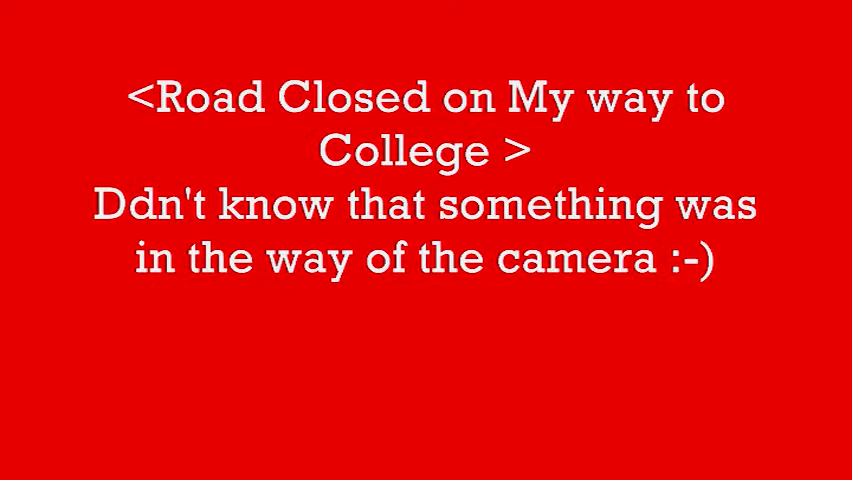 <Road Closed on My way to
College >
Ddn't know that something was
in the way of the camera :-)